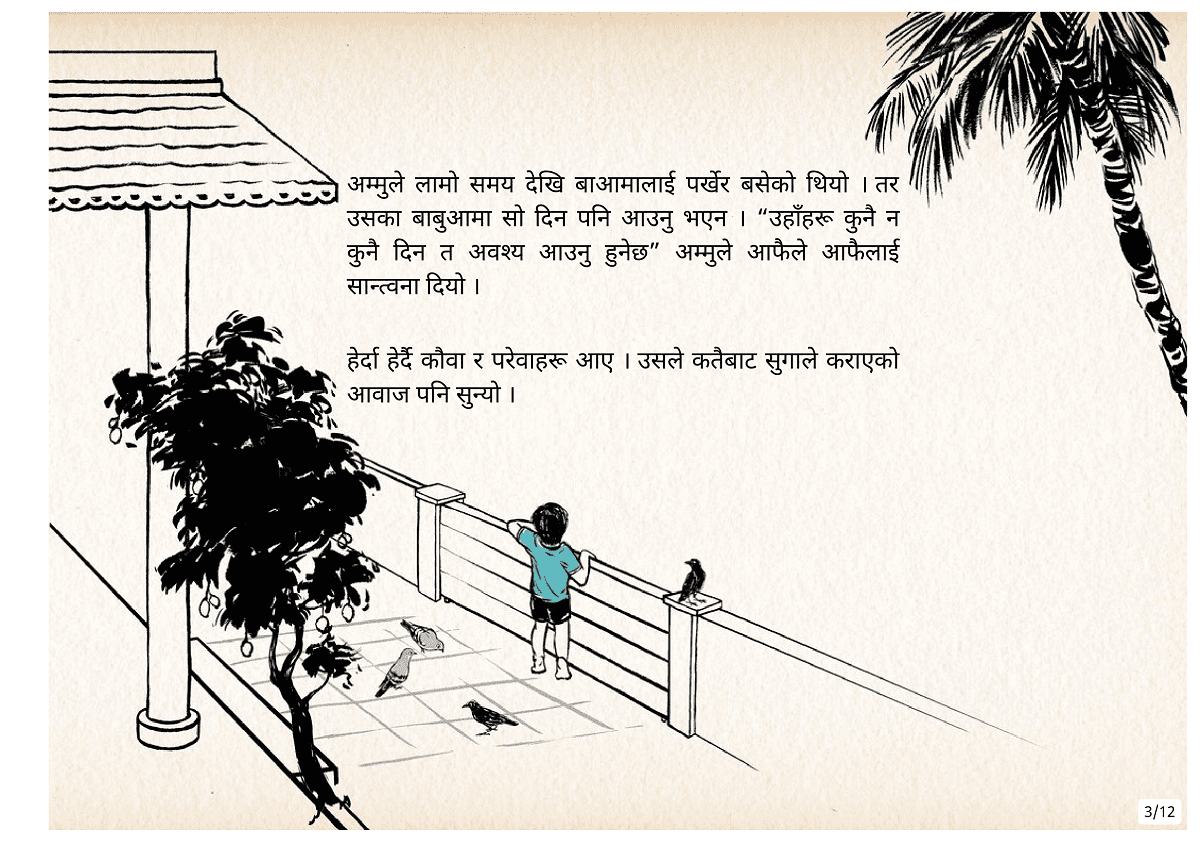 अम्मुले लामो समय देखि बाआमालाई पर्खेर बसेको थियो । तर
उसका बाबुआमा सो दिन पनि आउनु भएन । “उहाँहरू कुनै न
कुनै दिन त अवश्य आउनु हुनेछ” अम्मुले आफैले आफैलाई
सान्त्वना दियो ।
हेर्दा हेर्दै कौवा र परेवाहरू आए । उसले कतैबाट सुगाले कराएको
आवाज पनि सुन्यो ।
3/12